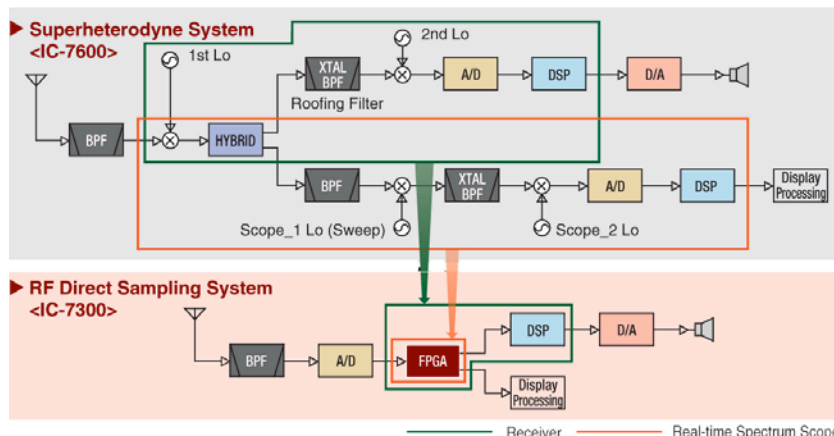 ▶ Superheterodyne System
<IC-7600>
1st Lo
2nd Lo
XTAL
BPF
A/D
DSP
D/A
Roofing Filter
BPF
HYBRID
BPF
XTAL
BPF
A/D
DSP
Display
Processing
Scope_1 Lo (Sweep)
Scope_2 Lo
▶ RF Direct Sampling System
<IC-7300>
BPF
A/D
FPGA
DSP
D/A
Display
Processing
Receiver
Real-time Spectrum Scope